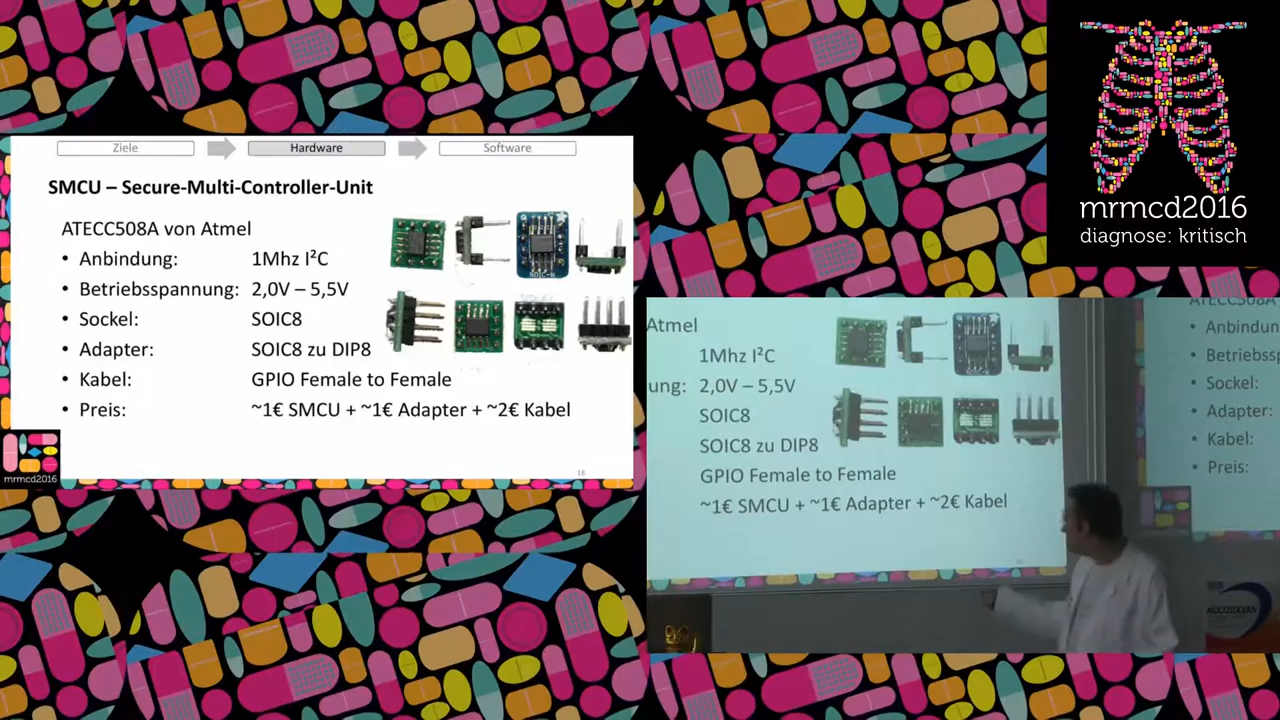 Ziele
Hardware
Software
SMCU – Secure-Multi-Controller-Unit
ATECC508A von Atmel
• Anbindung: 1Mhz I²C
• Betriebsspannung: 2,0V – 5,5V
• Sockel: SOIC8
• Adapter: SOIC8 zu DIP8
• Kabel: GPIO Female to Female
• Preis: ~1€ SMCU + ~1€ Adapter + ~2€ Kabel
18
mrmcd2016
mrmcd2016
diagnose: kritisch
Atmel
1Mhz I²C
ung: 2,0V – 5,5V
SOIC8
SOIC8 zu DIP8
GPIO Female to Female
~1€ SMCU + ~1€ Adapter + ~2€ Kabel
ATECC508A
• Anbindun
• Betriebssp
• Sockel:
• Adapter:
• Kabel:
• Preis: